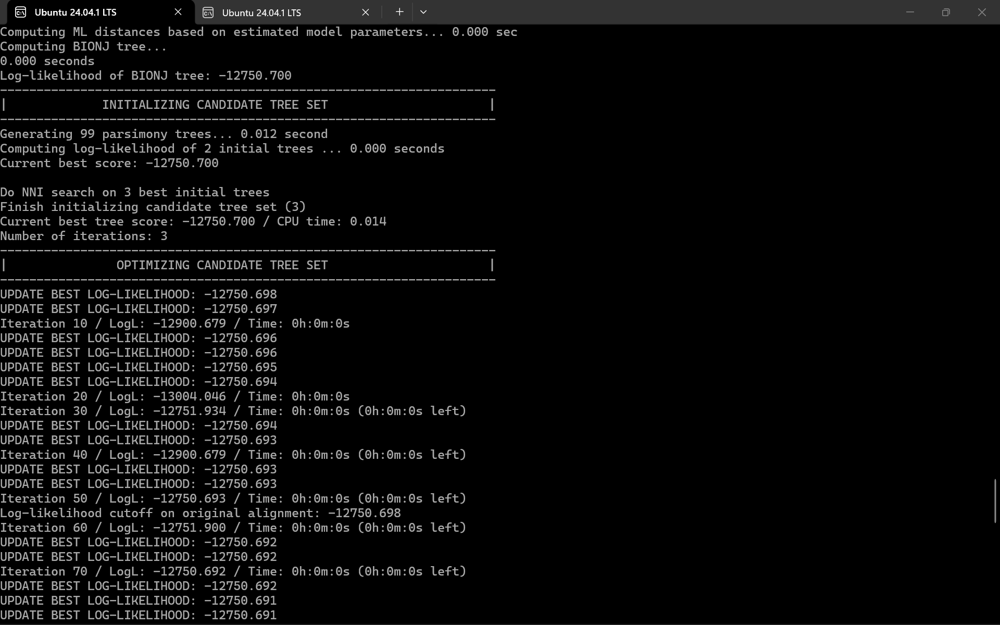 Ubuntu 24.04.1 LTS
Ubuntu 24.04.1 LTS
Computing ML distances based on estimated model parameters... 0.000 sec
Computing BIONJ tree...
0.000 seconds
Log-likelihood of BIONJ tree: -12750.700
--------------------------------------------------------------------
|             INITIALIZING CANDIDATE TREE SET                      |
--------------------------------------------------------------------
Generating 99 parsimony trees... 0.012 second
Computing log-likelihood of 2 initial trees ... 0.000 seconds
Current best score: -12750.700
Do NNI search on 3 best initial trees
Finish initializing candidate tree set (3)
Current best tree score: -12750.700 / CPU time: 0.014
Number of iterations: 3
--------------------------------------------------------------------
|               OPTIMIZING CANDIDATE TREE SET                      |
--------------------------------------------------------------------
UPDATE BEST LOG-LIKELIHOOD: -12750.698
UPDATE BEST LOG-LIKELIHOOD: -12750.697
Iteration 10 / LogL: -12900.679 / Time: 0h:0m:0s
UPDATE BEST LOG-LIKELIHOOD: -12750.696
UPDATE BEST LOG-LIKELIHOOD: -12750.696
UPDATE BEST LOG-LIKELIHOOD: -12750.695
UPDATE BEST LOG-LIKELIHOOD: -12750.694
Iteration 20 / LogL: -13004.046 / Time: 0h:0m:0s
Iteration 30 / LogL: -12751.934 / Time: 0h:0m:0s (0h:0m:0s left)
UPDATE BEST LOG-LIKELIHOOD: -12750.694
UPDATE BEST LOG-LIKELIHOOD: -12750.693
Iteration 40 / LogL: -12900.679 / Time: 0h:0m:0s (0h:0m:0s left)
UPDATE BEST LOG-LIKELIHOOD: -12750.693
UPDATE BEST LOG-LIKELIHOOD: -12750.693
Iteration 50 / LogL: -12750.693 / Time: 0h:0m:0s (0h:0m:0s left)
Log-likelihood cutoff on original alignment: -12750.698
Iteration 60 / LogL: -12751.900 / Time: 0h:0m:0s (0h:0m:0s left)
UPDATE BEST LOG-LIKELIHOOD: -12750.692
UPDATE BEST LOG-LIKELIHOOD: -12750.692
Iteration 70 / LogL: -12750.692 / Time: 0h:0m:0s (0h:0m:0s left)
UPDATE BEST LOG-LIKELIHOOD: -12750.692
UPDATE BEST LOG-LIKELIHOOD: -12750.691
UPDATE BEST LOG-LIKELIHOOD: -12750.691